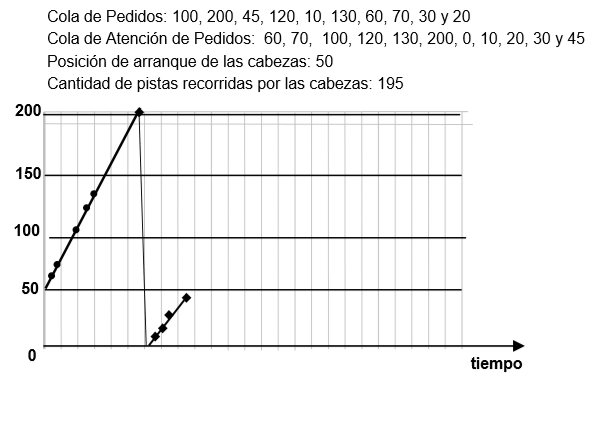 Cola de Pedidos: 100, 200, 45, 120, 10, 130, 60, 70, 30 y 20
Cola de Atención de Pedidos: 60, 70, 100, 120, 130, 200, 0, 10, 20, 30 y 45
Posición de arranque de las cabezas: 50
Cantidad de pistas recorridas por las cabezas: 195
200
150
100
50
0
tiempo